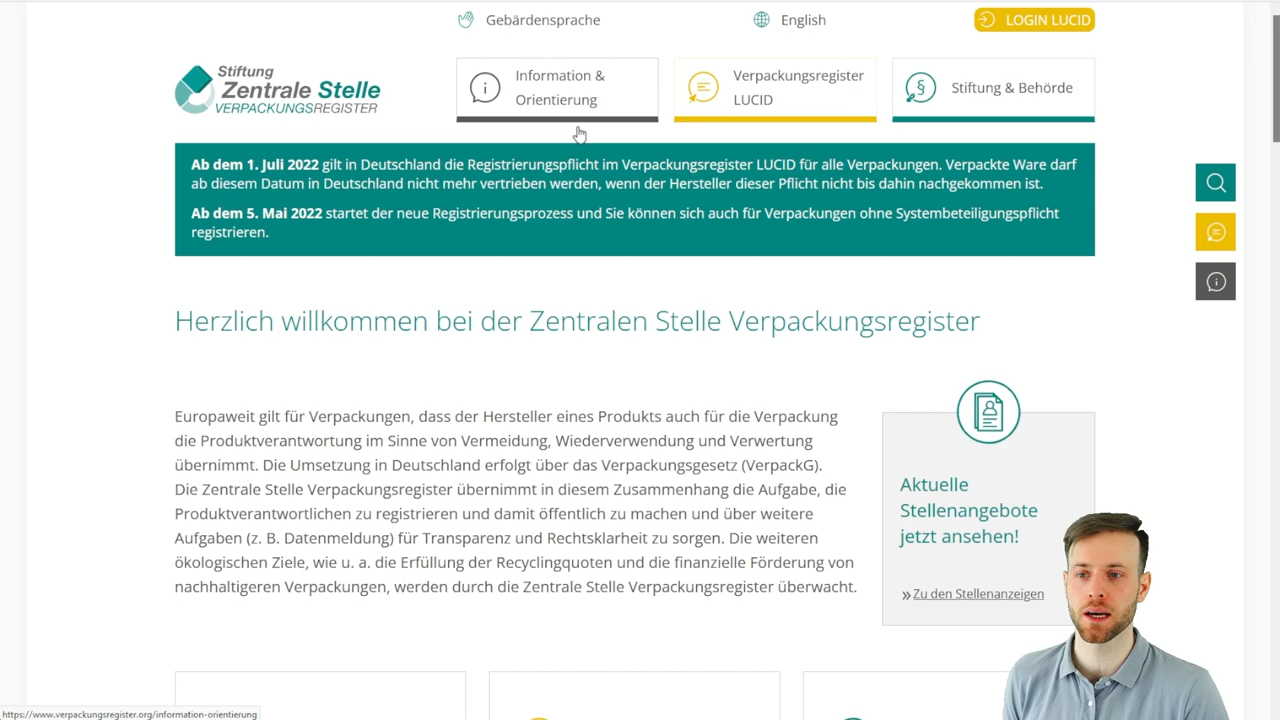 Gebärdensprache
English
LOGIN LUCID
Stiftung
Zentrale Stelle
VERPACKUNGSREGISTER
Information &
Orientierung
Verpackungsregister
LUCID
§
Stiftung & Behörde
Ab dem 1. Juli 2022 gilt in Deutschland die Registrierungspflicht im Verpackungsregister LUCID für alle Verpackungen. Verpackte Ware darf
ab diesem Datum in Deutschland nicht mehr vertrieben werden, wenn der Hersteller dieser Pflicht nicht bis dahin nachgekommen ist.
Ab dem 5. Mai 2022 startet der neue Registrierungsprozess und Sie können sich auch für Verpackungen ohne Systembeteiligungspflicht
registrieren.
Herzlich willkommen bei der Zentralen Stelle Verpackungsregister
Europaweit gilt für Verpackungen, dass der Hersteller eines Produkts auch für die Verpackung
die Produktverantwortung im Sinne von Vermeidung, Wiederverwendung und Verwertung
übernimmt. Die Umsetzung in Deutschland erfolgt über das Verpackungsgesetz (VerpackG).
Die Zentrale Stelle Verpackungsregister übernimmt in diesem Zusammenhang die Aufgabe, die
Produktverantwortlichen zu registrieren und damit öffentlich zu machen und über weitere
Aufgaben (z. B. Datenmeldung) für Transparenz und Rechtsklarheit zu sorgen. Die weiteren
ökologischen Ziele, wie u. a. die Erfüllung der Recyclingquoten und die finanzielle Förderung von
nachhaltigeren Verpackungen, werden durch die Zentrale Stelle Verpackungsregister überwacht.
Aktuelle
Stellenangebote
jetzt ansehen!
» Zu den Stellenanzeigen
https://www.verpackungsregister.org/information-orientierung